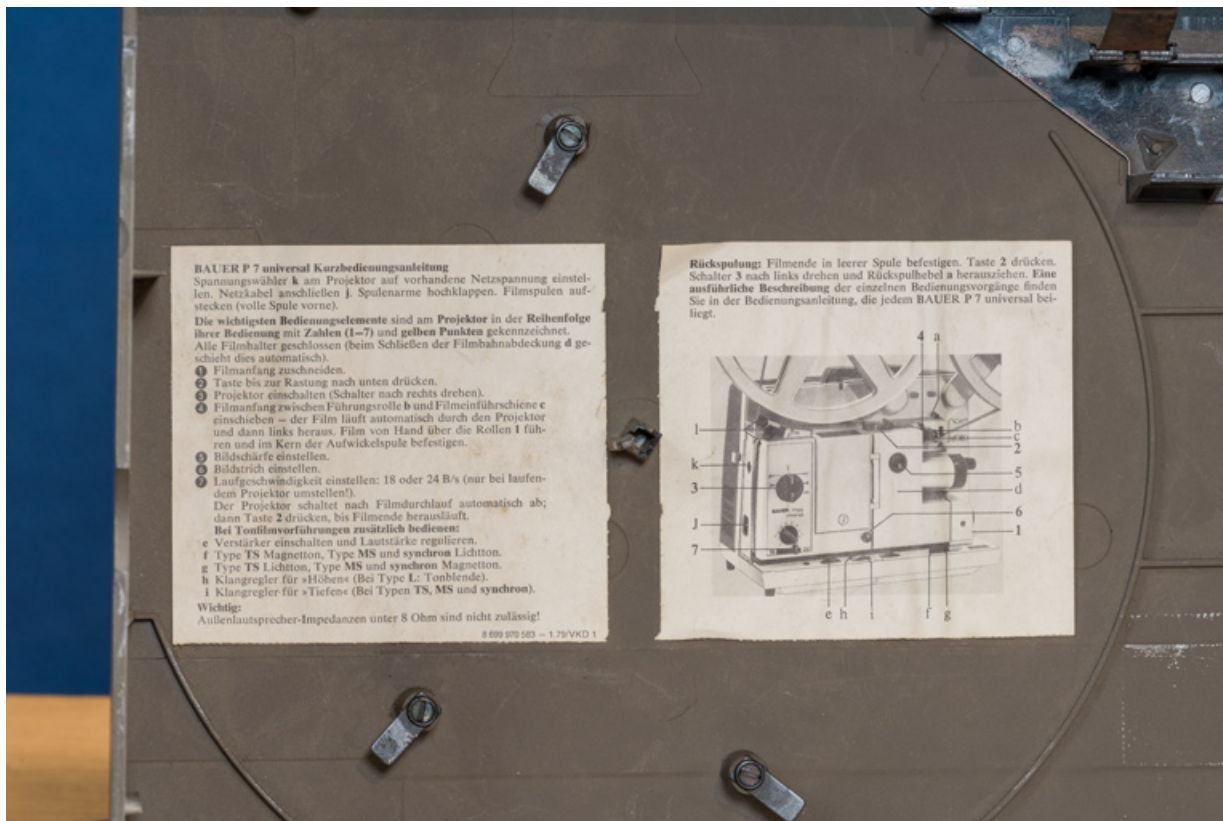 BAUER P 7 universal Kurzbedienungsanleitung
Spannungswähler k am Projektor auf vorhandene Netzspannung einstel-
len. Netzkabel anschließen j. Spulenarme hochklappen. Filmspulen auf-
stecken (volle Spule vorne).
Die wichtigsten Bedienungselemente sind am Projektor in der Reihenfolge
ihrer Bedienung mit Zahlen (1–7) und gelben Punkten gekennzeichnet.
Alle Filmhalter geschlossen (beim Schließen der Filmbahnabdeckung d ge-
schieht dies automatisch).
1 Filmanfang zuschneiden.
2 Taste bis zur Rastung nach unten drücken.
3 Projektor einschalten (Schalter nach rechts drehen).
4 Filmanfang zwischen Führungsrolle b und Filmeinführschiene c
einschieben – der Film läuft automatisch durch den Projektor
und dann links heraus. Film von Hand über die Rollen l füh-
ren und im Kern der Aufwickelspule befestigen.
5 Bildschärfe einstellen.
6 Bildstrich einstellen.
7 Laufgeschwindigkeit einstellen: 18 oder 24 B/s (nur bei laufen-
dem Projektor umstellen!).
Der Projektor schaltet nach Filmdurchlauf automatisch ab;
dann Taste 2 drücken, bis Filmende herausläuft.
Bei Tonfilmvorführungen zusätzlich bedienen:
e Verstärker einschalten und Lautstärke regulieren.
f Type TS Magnetton, Type MS und synchron Lichtton.
g Type TS Lichtton, Type MS und synchron Magnetton.
h Klangregler für »Höhen« (Bei Type L: Tonblende).
i Klangregler für »Tiefen« (Bei Typen TS, MS und synchron).
Wichtig:
Außenlautsprecher-Impedanzen unter 8 Ohm sind nicht zulässig!
8 699 970 583 – 1.75/VKD 1
Rückspulung: Filmende in leerer Spule befestigen. Taste 2 drücken.
Schalter 3 nach links drehen und Rückspulhebel a herausziehen. Eine
ausführliche Beschreibung der einzelnen Bedienungsvorgänge finden
Sie in der Bedienungsanleitung, die jedem BAUER P 7 universal bei-
liegt.
4 a
l
b
c
2
k
5
3
d
BAUER
6
j
1
7
e h i f g